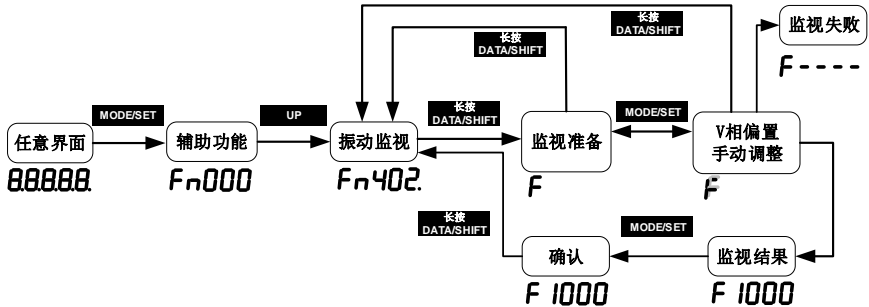 长按
DATA/SHIFT
监视失败
F----
长按
DATA/SHIFT
MODE/SET
UP
长按
DATA/SHIFT
MODE/SET
任意界面
辅助功能
振动监视
监视准备
V相偏置
手动调整
8.8.8.8.8.
Fn000
Fn402.
F
F
长按
DATA/SHIFT
MODE/SET
确认
监视结果
F 1000
F 1000